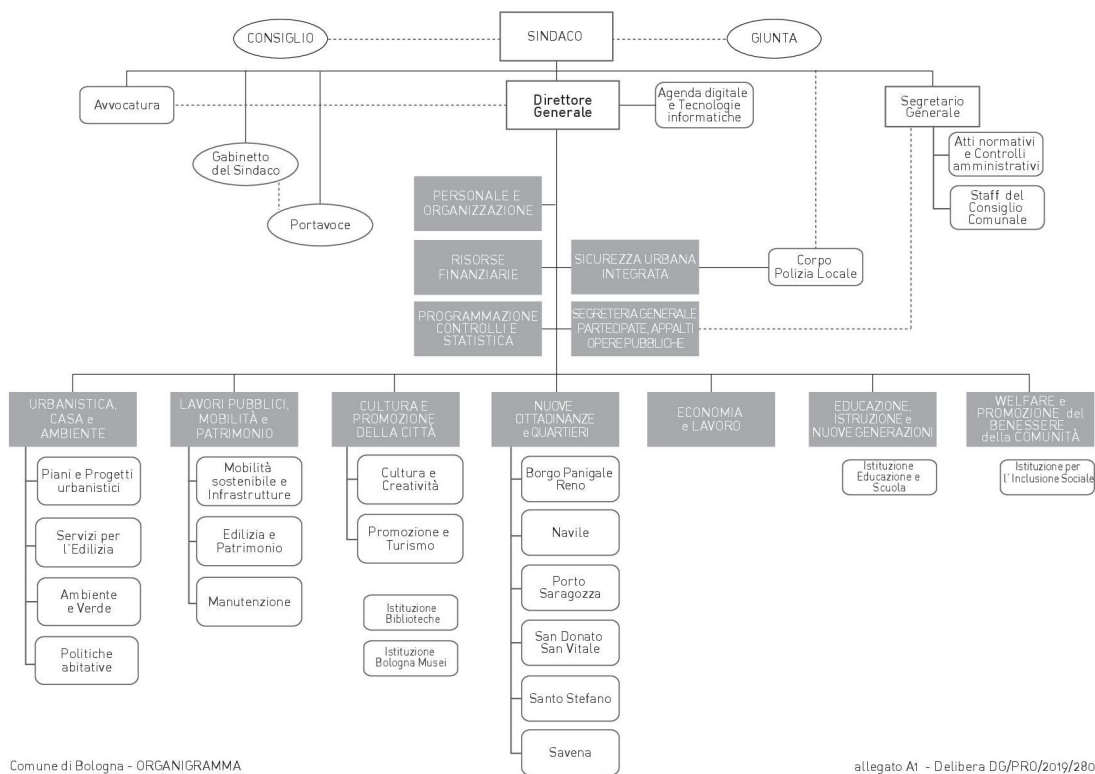 CONSIGLIO
SINDACO
GIUNTA
Avvocatura
Direttore
Generale
Agenda digitale
e Tecnologie
informatiche
Segretario
Generale
Gabinetto
del Sindaco
Portavoce
Atti normativi
e Controlli
amministrativi
Staff del
Consiglio
Comunale
PERSONALE E
ORGANIZZAZIONE
RISORSE
FINANZIARIE
SICUREZZA URBANA
INTEGRATA
Corpo
Polizia Locale
PROGRAMMAZIONE
CONTROLLI E
STATISTICA
SEGRETERIA GENERALE
PARTECIPATE, APPALTI
OPERE PUBBLICHE
URBANISTICA,
CASA e
AMBIENTE
LAVORI PUBBLICI,
MOBILITÀ e
PATRIMONIO
CULTURA E
PROMOZIONE
DELLA CITTÀ
NUOVE
CITTADINANZE
e QUARTIERI
ECONOMIA
e LAVORO
EDUCAZIONE,
ISTRUZIONE e
NUOVE GENERAZIONI
WELFARE e
PROMOZIONE del
BENESSERE
della COMUNITÀ
Piani e Progetti
urbanistici
Servizi per
l'Edilizia
Ambiente
e Verde
Politiche
abitative
Mobilità
sostenibile e
Infrastrutture
Edilizia e
Patrimonio
Manutenzione
Cultura e
Creatività
Promozione e
Turismo
Istituzione
Biblioteche
Istituzione
Bologna Musei
Borgo Panigale
Reno
Navile
Porto
Saragozza
San Donato
San Vitale
Santo Stefano
Savena
Istituzione
Educazione e
Scuola
Istituzione per
l'Inclusione Sociale
Comune di Bologna - ORGANIGRAMMA
allegato A1 - Delibera DG/PRO/2019/280